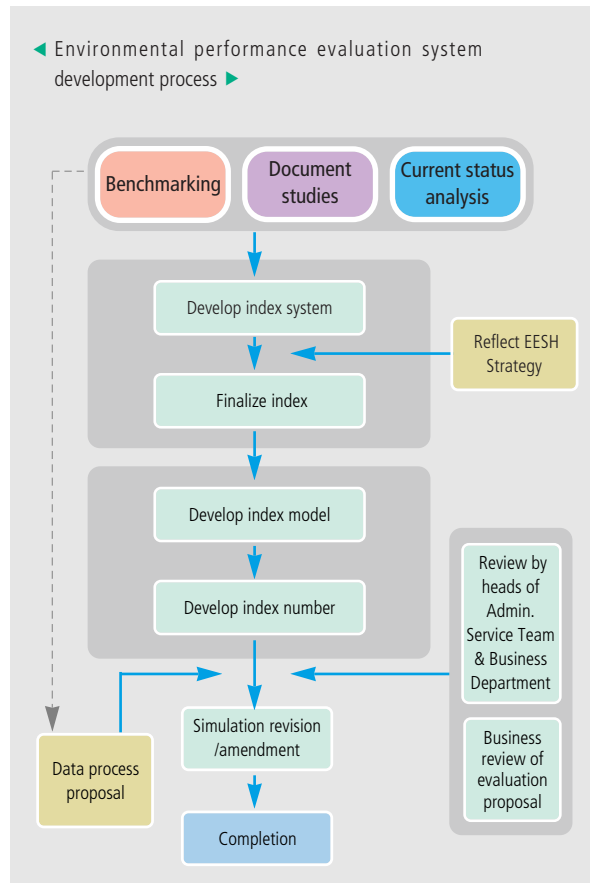 Environmental performance evaluation system
development process
Benchmarking
Document
studies
Current status
analysis
Develop index system
Reflect EESH
Strategy
Finalize index
Develop index model
Develop index number
Review by
heads of
Admin.
Service Team
& Business
Department
Simulation revision
/amendment
Data process
proposal
Business
review of
evaluation
proposal
Completion